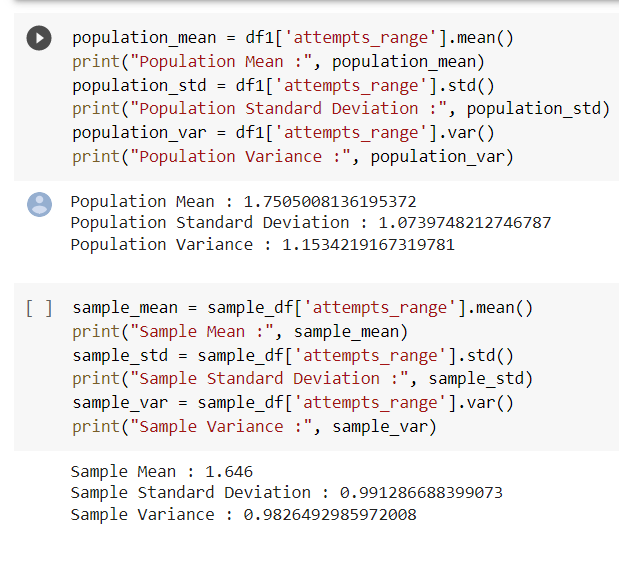 population_mean = df1['attempts_range'].mean()
print("Population Mean :", population_mean)
population_std = df1['attempts_range'].std()
print("Population Standard Deviation :", population_std)
population_var = df1['attempts_range'].var()
print("Population Variance :", population_var)
Population Mean : 1.7505008136195372
Population Standard Deviation : 1.0739748212746787
Population Variance : 1.1534219167319781
[ ] sample_mean = sample_df['attempts_range'].mean()
print("Sample Mean :", sample_mean)
sample_std = sample_df['attempts_range'].std()
print("Sample Standard Deviation :", sample_std)
sample_var = sample_df['attempts_range'].var()
print("Sample Variance :", sample_var)
Sample Mean : 1.646
Sample Standard Deviation : 0.991286688399073
Sample Variance : 0.9826492985972008